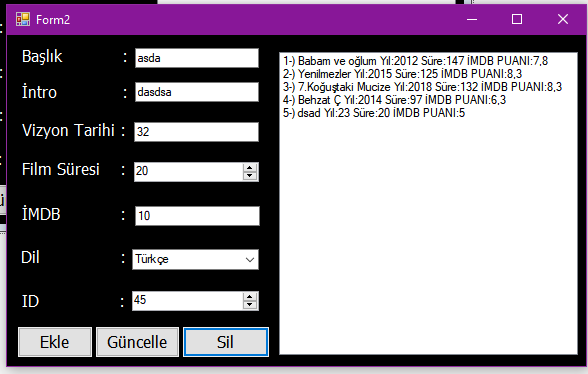 Form2
Başlık : asda
İntro : dasdsa
Vizyon Tarihi : 32
Film Süresi : 20
İMDB : 10
Dil : Türkçe
ID : 45
Ekle Güncelle Sil
1-) Babam ve oğlum Yıl:2012 Süre:147 İMDB PUANI:7,8
2-) Yenilmezler Yıl:2015 Süre:125 İMDB PUANI:8,3
3-) 7.Koğuştaki Mucize Yıl:2018 Süre:132 İMDB PUANI:8,3
4-) Behzat Ç Yıl:2014 Süre:97 İMDB PUANI:6,3
5-) dsad Yıl:23 Süre:20 İMDB PUANI:5